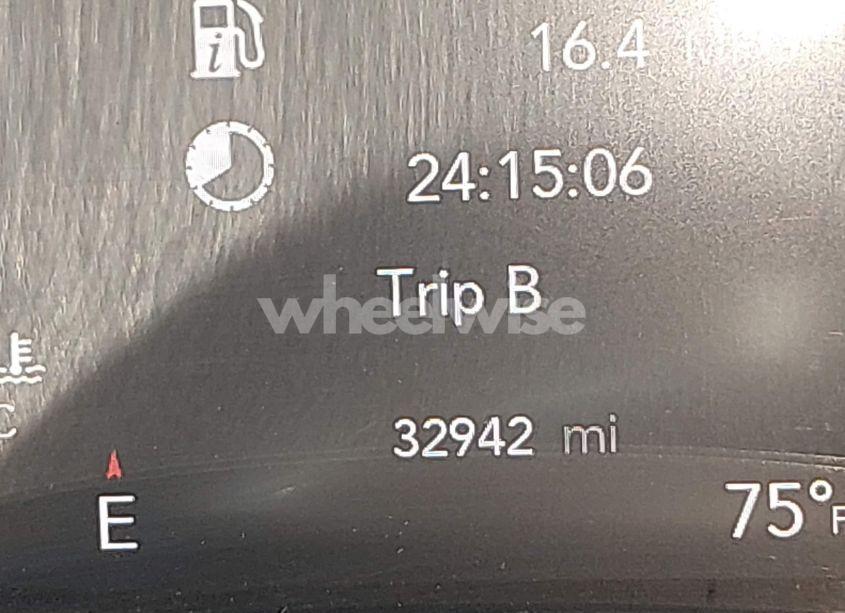 16.4
24:15:06
Trip B
wheelwise
32942 mi
E
75°F